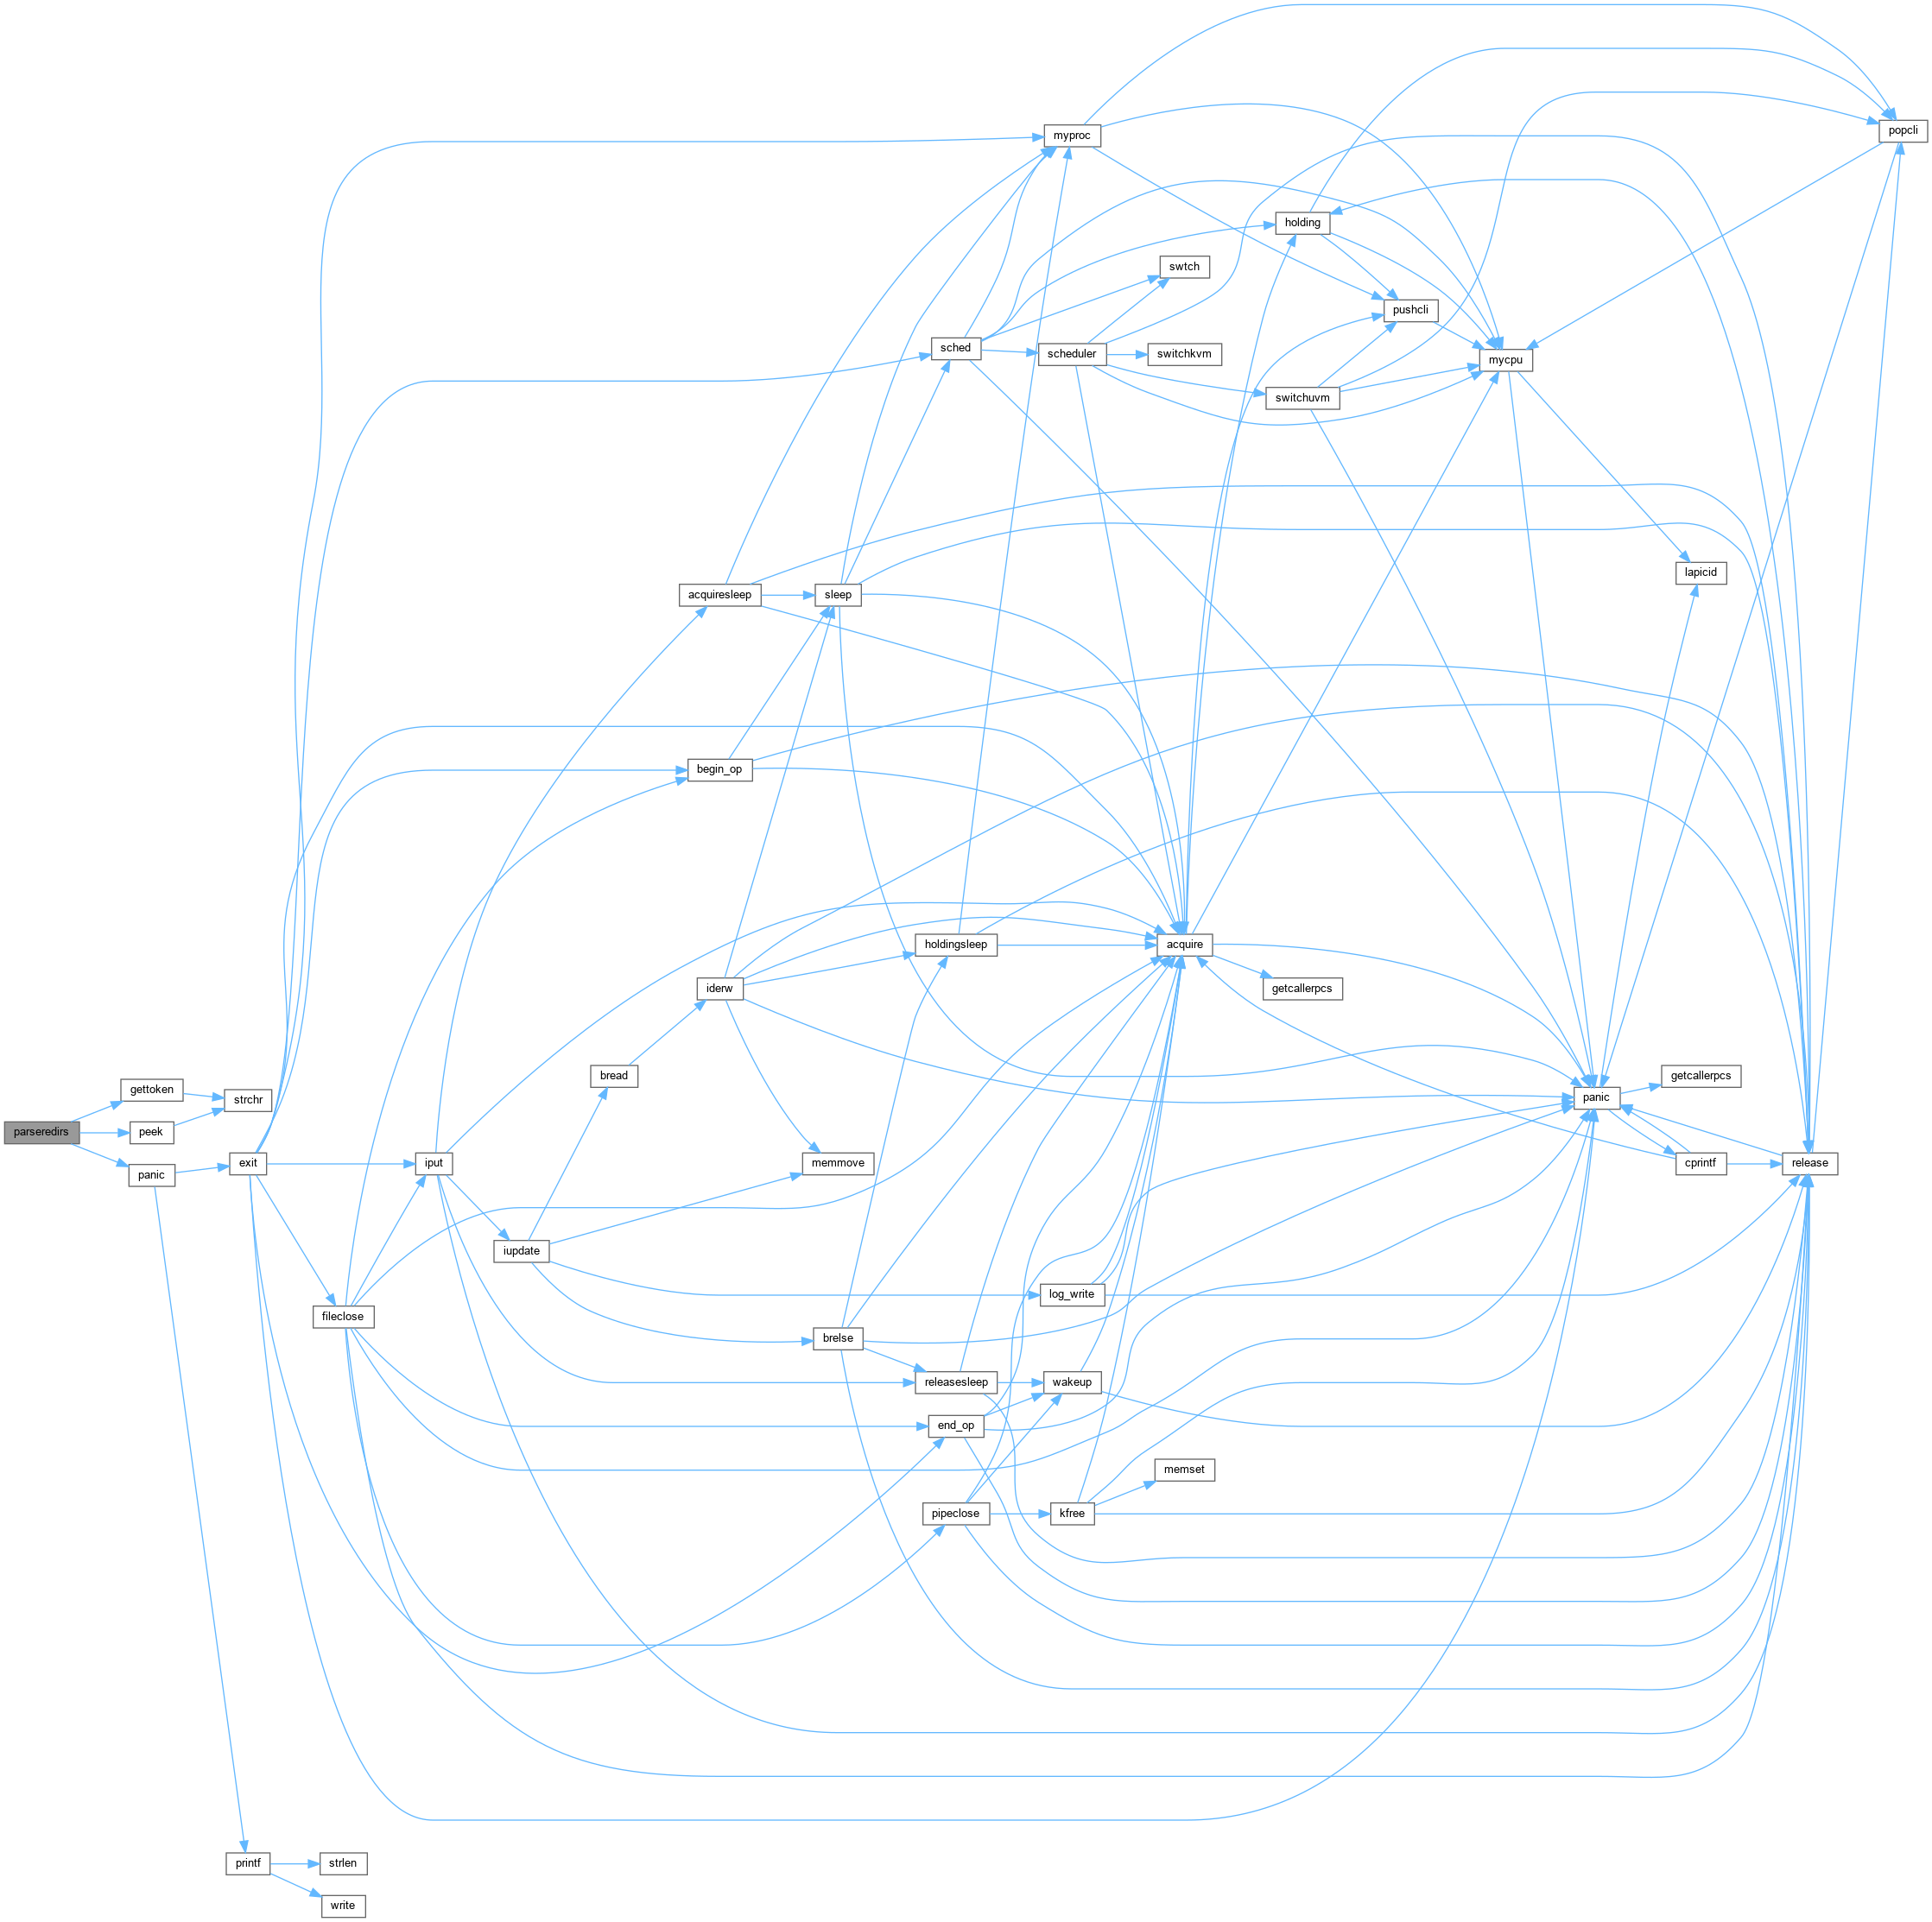 myproc
popcli
holding
swtch
pushcli
sched
scheduler
switchkvm
mycpu
switchuvm
lapicid
acquiresleep
sleep
begin_op
holdingsleep
acquire
iderw
getcallerpcs
bread
getcallerpcs
gettoken
strchr
panic
parseredirs
peek
exit
iput
memmove
cprintf
release
panic
iupdate
log_write
fileclose
brelse
releasesleep
wakeup
end_op
memset
pipeclose
kfree
printf
strlen
write